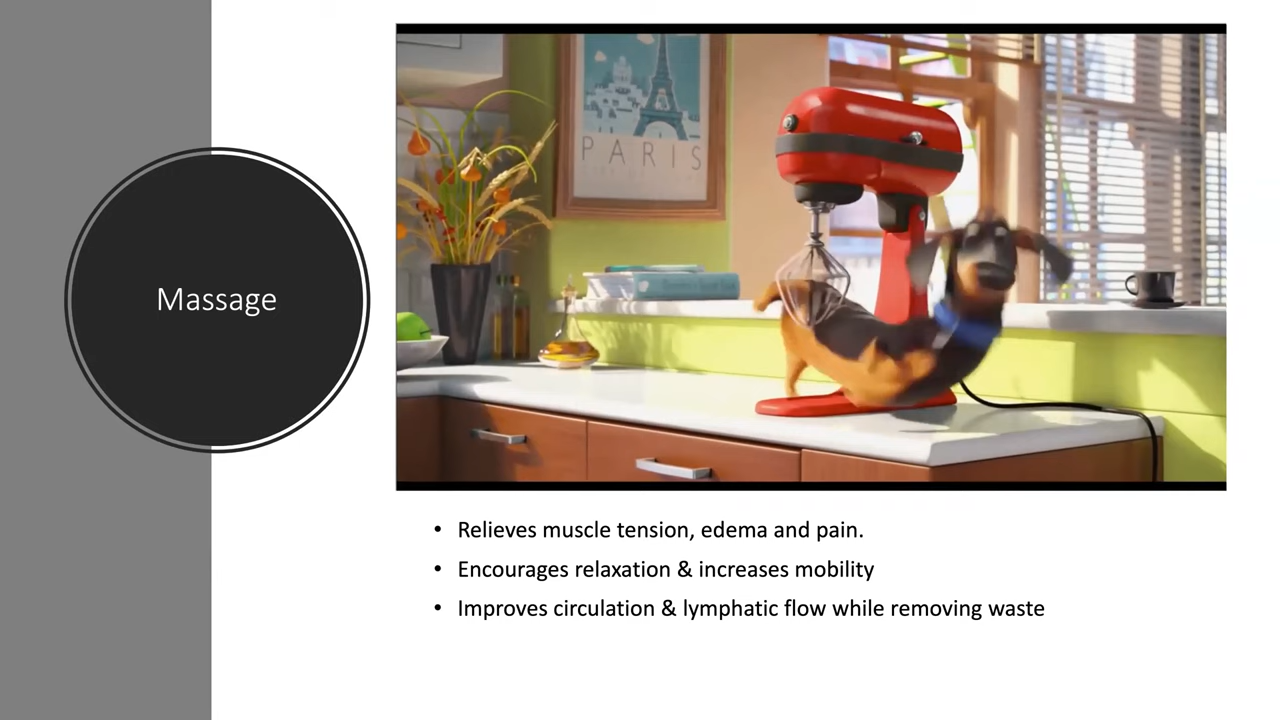 Massage
PARIS
• Relieves muscle tension, edema and pain.
• Encourages relaxation & increases mobility
• Improves circulation & lymphatic flow while removing waste